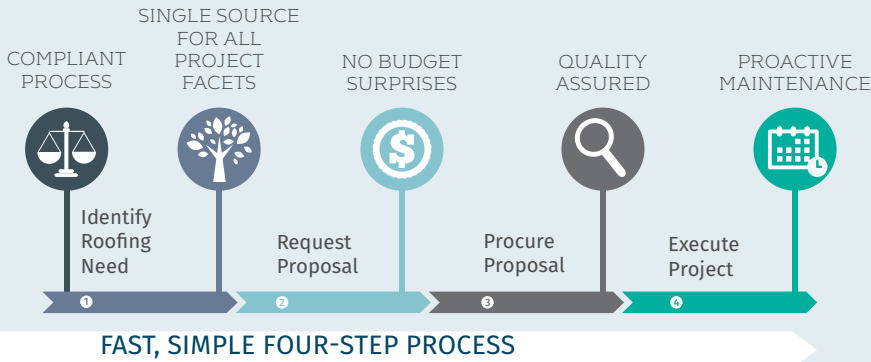 COMPLIANT
PROCESS
SINGLE SOURCE
FOR ALL
PROJECT
FACETS
NO BUDGET
SURPRISES
QUALITY
ASSURED
PROACTIVE
MAINTENANCE
$
Identify
Roofing
Need
Request
Proposal
Procure
Proposal
Execute
Project
1
2
3
4
FAST, SIMPLE FOUR-STEP PROCESS